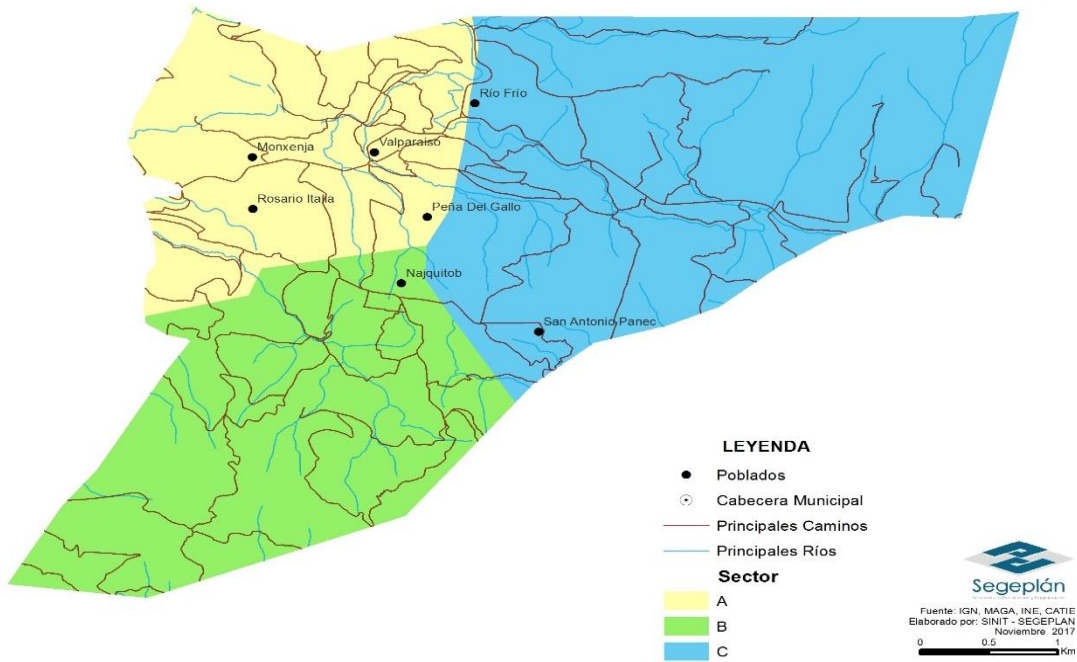 Río Frío
Monxenja
Valparaiso
Rosario Italia
Peña Del Gallo
Najquitob
San Antonio Panec
LEYENDA
Poblados
Cabecera Municipal
Principales Caminos
Principales Ríos
Sector
A
B
C
Segeplán
Fuente: IGN, MAGA, INE, CATIE
Elaborado por: SINIT - SEGEPLAN
Noviembre 2017
0 0.5 1
Km